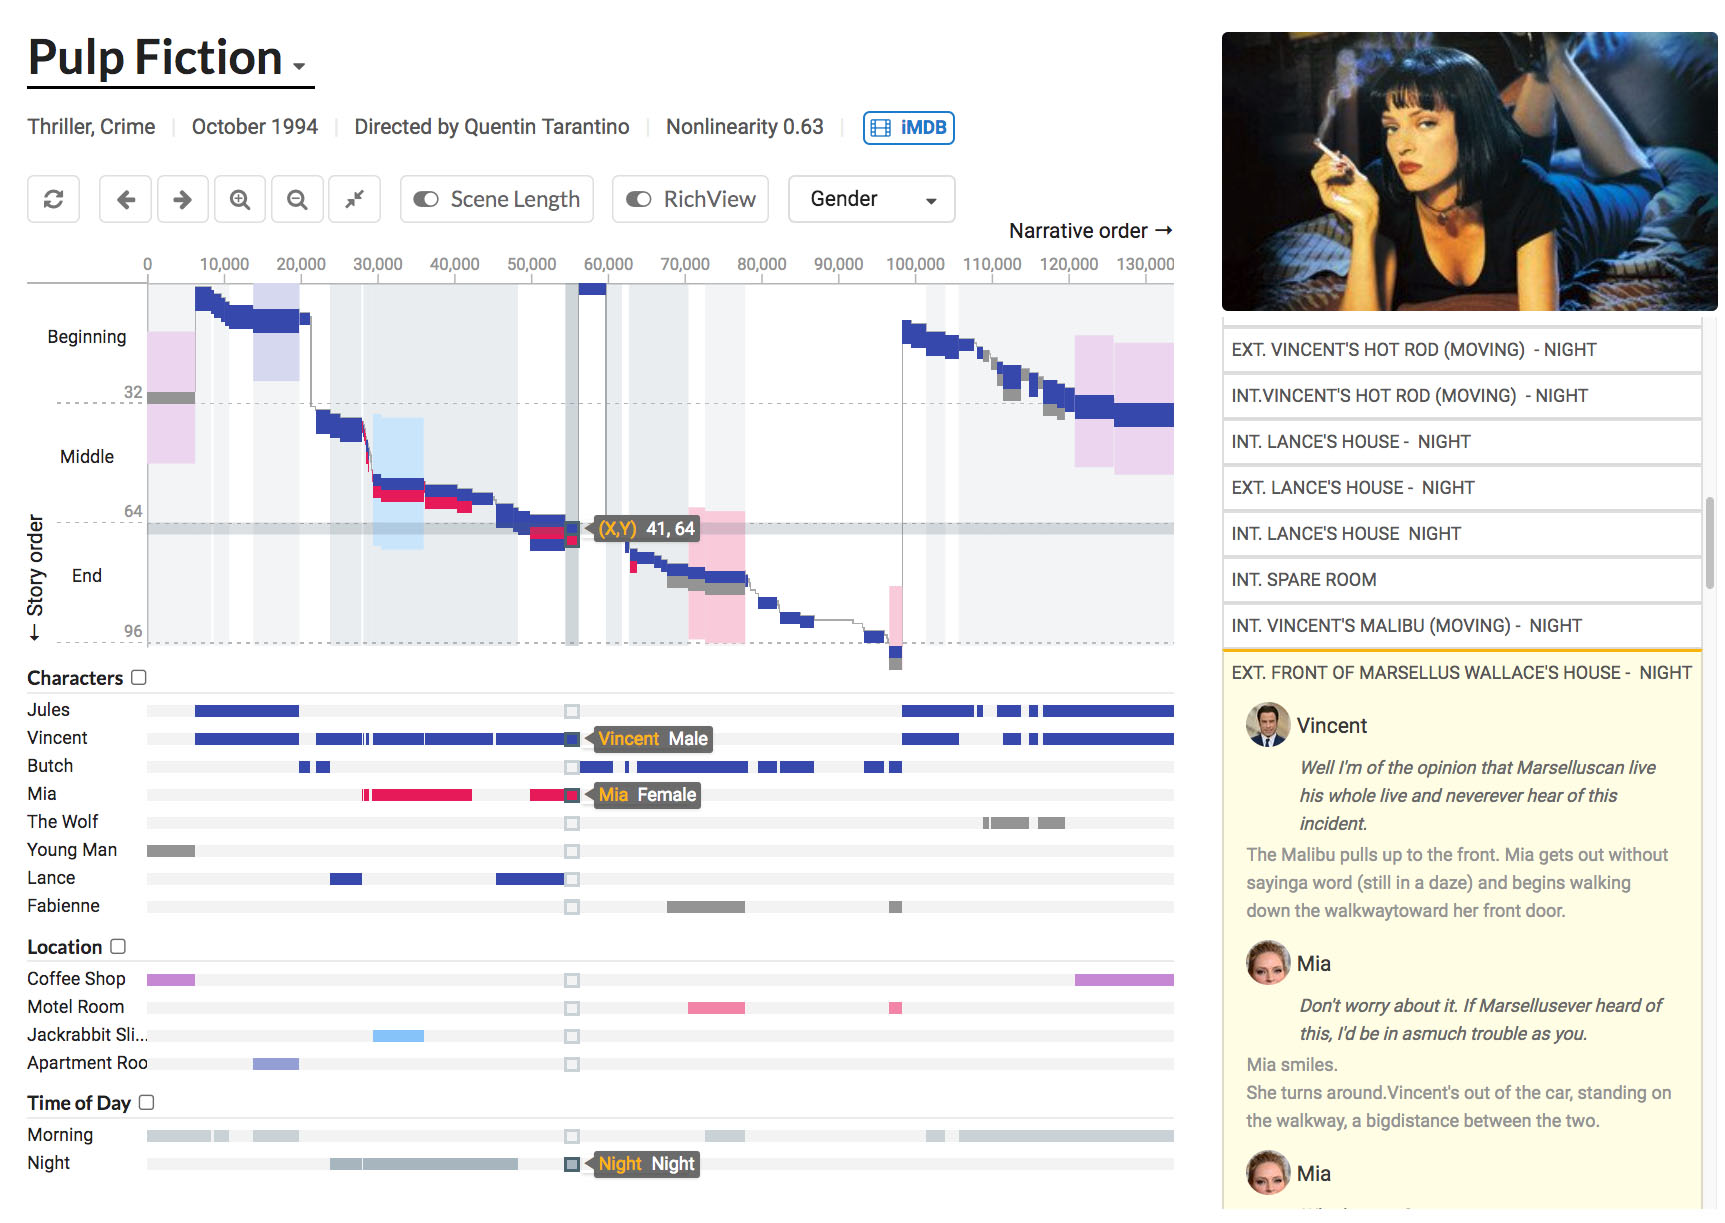 Pulp Fiction
Thriller, Crime
October 1994
Directed by Quentin Tarantino
Nonlinearity 0.63
iMDB
Scene Length
RichView
Gender
Narrative order →
0 10,000 20,000 30,000 40,000 50,000 60,000 70,000 80,000 90,000 100,000 110,000 120,000 130,000
Beginning
32
Middle
64
(X,Y) 41, 64
End
96
← Story order
Characters
Jules
Vincent
Vincent Male
Butch
Mia
Mia Female
The Wolf
Young Man
Lance
Fabienne
Location
Coffee Shop
Motel Room
Jackrabbit Sli...
Apartment Roo
Time of Day
Morning
Night
Night Night
EXT. VINCENT'S HOT ROD (MOVING) - NIGHT
INT.VINCENT'S HOT ROD (MOVING) - NIGHT
INT. LANCE'S HOUSE - NIGHT
EXT. LANCE'S HOUSE - NIGHT
INT. LANCE'S HOUSE NIGHT
INT. SPARE ROOM
INT. VINCENT'S MALIBU (MOVING) - NIGHT
EXT. FRONT OF MARSELLUS WALLACE'S HOUSE - NIGHT
Vincent
Well I'm of the opinion that Marselluscan live
his whole live and neverever hear of this
incident.
The Malibu pulls up to the front. Mia gets out without
sayinga word (still in a daze) and begins walking
down the walkwaytoward her front door.
Mia
Don't worry about it. If Marsellusever heard of
this, I'd be in asmuch trouble as you.
Mia smiles.
She turns around.Vincent's out of the car, standing on
the walkway, a bigdistance between the two.
Mia